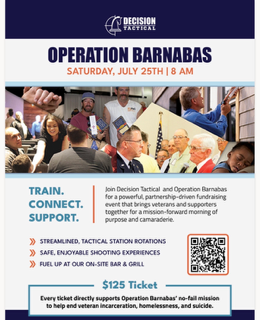 DECISION
TACTICAL
OPERATION BARNABAS
SATURDAY, JULY 25TH | 8 AM
TRAIN.
CONNECT.
SUPPORT.
Join Decision Tactical and Operation Barnabas
for a powerful, partnership-driven fundraising
event that brings veterans and supporters
together for a mission-forward morning of
purpose and camaraderie.
STREAMLINED, TACTICAL STATION ROTATIONS
SAFE, ENJOYABLE SHOOTING EXPERIENCES
FUEL UP AT OUR ON-SITE BAR & GRILL
$125 Ticket
Every ticket directly supports Operation Barnabas' no-fail mission
to help end veteran incarceration, homelessness, and suicide.